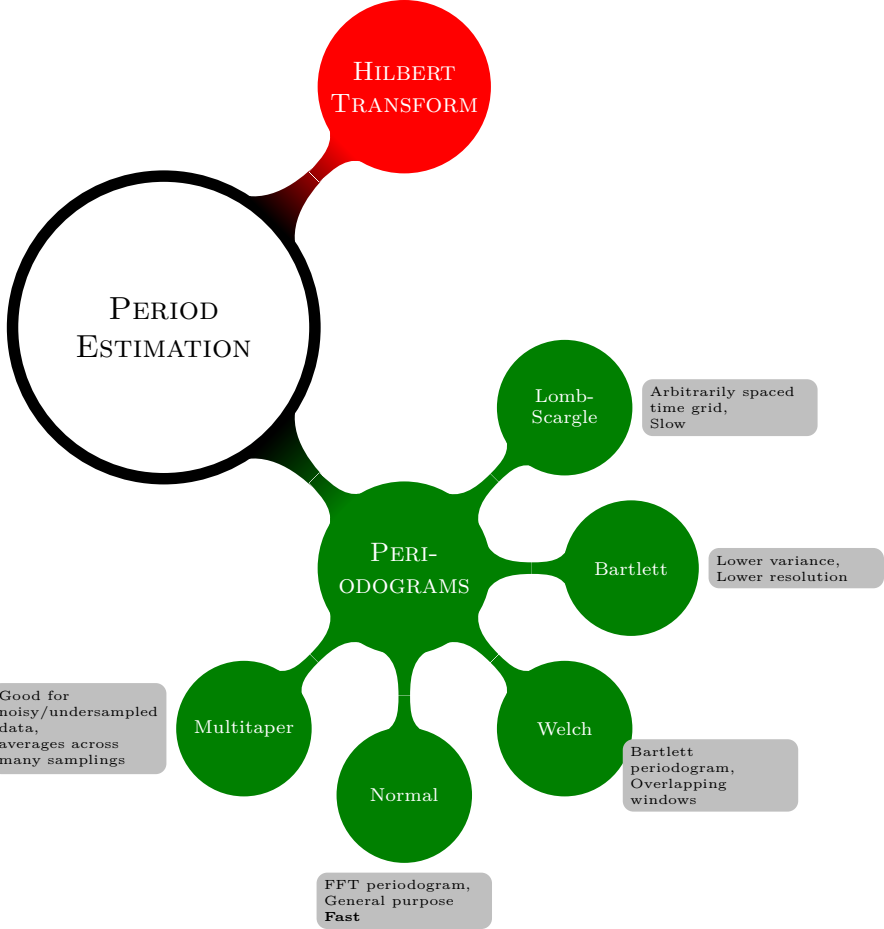 Hilbert
Transform
Period
Estimation
Lomb-
Scargle
Arbitrarily spaced
time grid,
Slow
Peri-
odograms
Bartlett
Lower variance,
Lower resolution
Multitaper
Good for
noisy/undersampled
data,
averages across
many samplings
Welch
Bartlett
periodogram,
Overlapping
windows
Normal
FFT periodogram,
General purpose
Fast